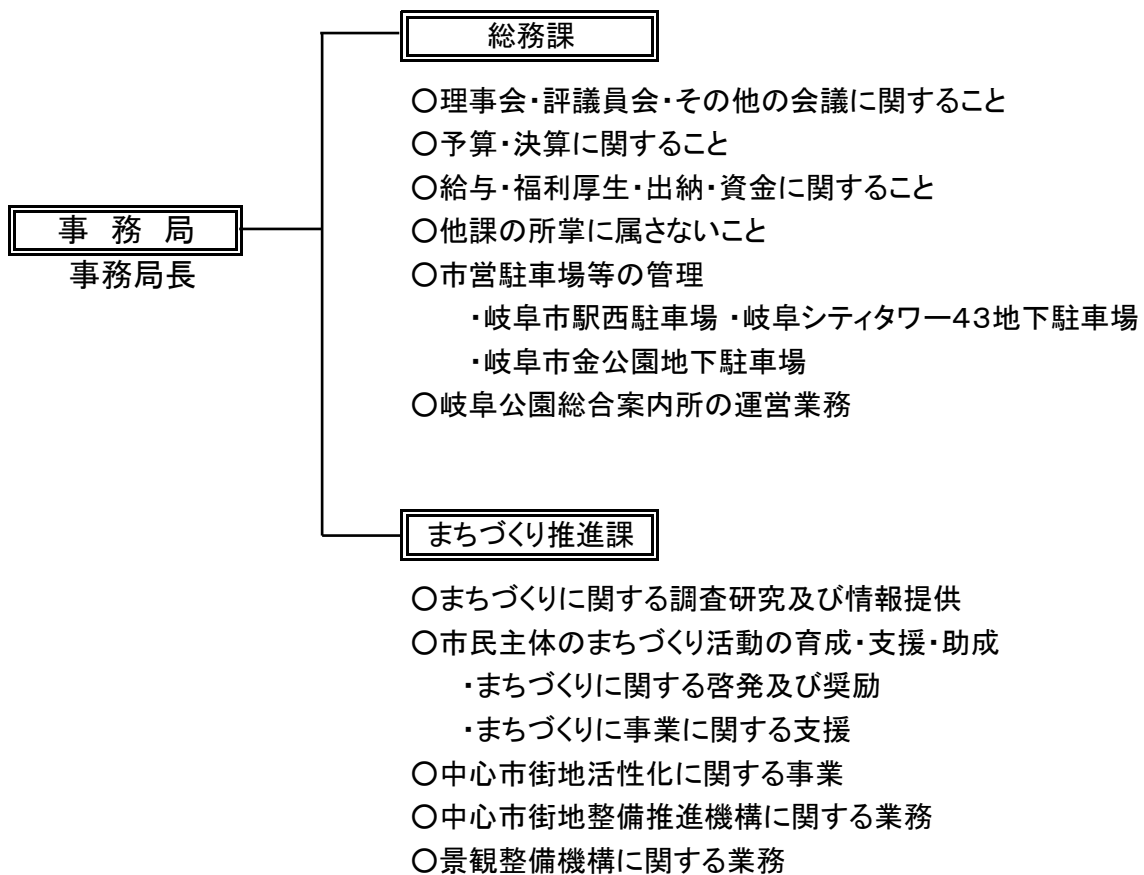 総務課
○理事会・評議員会・その他の会議に関すること
○予算・決算に関すること
○給与・福利厚生・出納・資金に関すること
○他課の所掌に属さないこと
○市営駐車場等の管理
・岐阜市駅西駐車場 ・岐阜シティタワー43地下駐車場
・岐阜市金公園地下駐車場
○岐阜公園総合案内所の運営業務
事 務 局
事務局長
まちづくり推進課
○まちづくりに関する調査研究及び情報提供
○市民主体のまちづくり活動の育成・支援・助成
・まちづくりに関する啓発及び奨励
・まちづくりに事業に関する支援
○中心市街地活性化に関する事業
○中心市街地整備推進機構に関する業務
○景観整備機構に関する業務